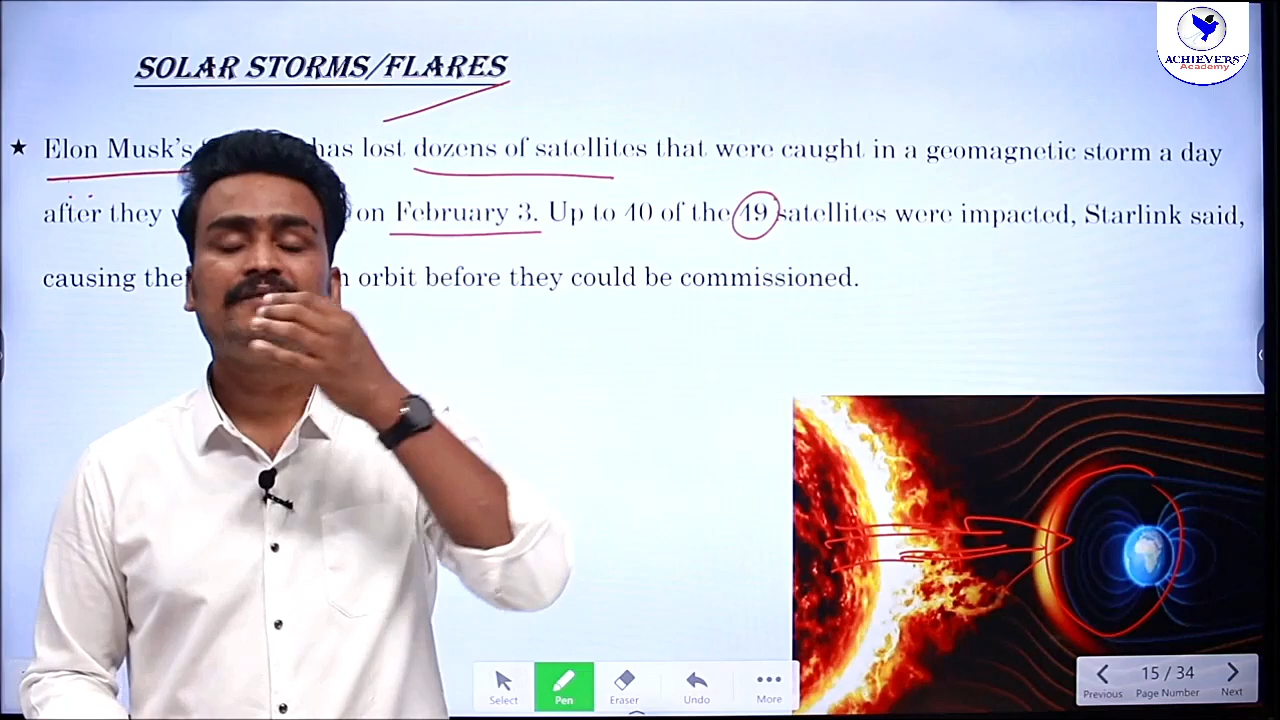 SOLAR STORMS/FLARES
ACHIEVERS
Academy
★ Elon Musk's has lost dozens of satellites that were caught in a geomagnetic storm a day
after they on February 3. Up to 40 of the 49 satellites were impacted, Starlink said,
causing the orbit before they could be commissioned.
Select
Pen
Eraser
Undo
More
Previous
15 / 34
Page Number
Next